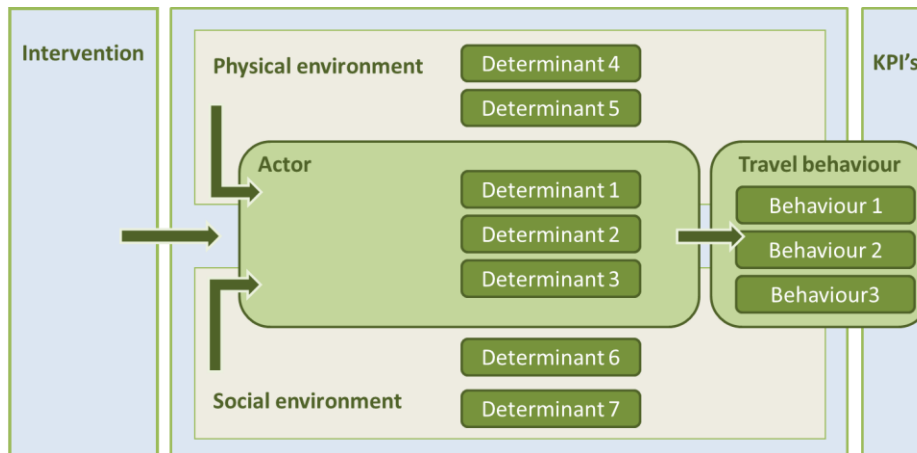 Intervention
Physical environment
Determinant 4
Determinant 5
KPI's
Actor
Determinant 1
Determinant 2
Determinant 3
Travel behaviour
Behaviour 1
Behaviour 2
Behaviour3
Determinant 6
Social environment
Determinant 7